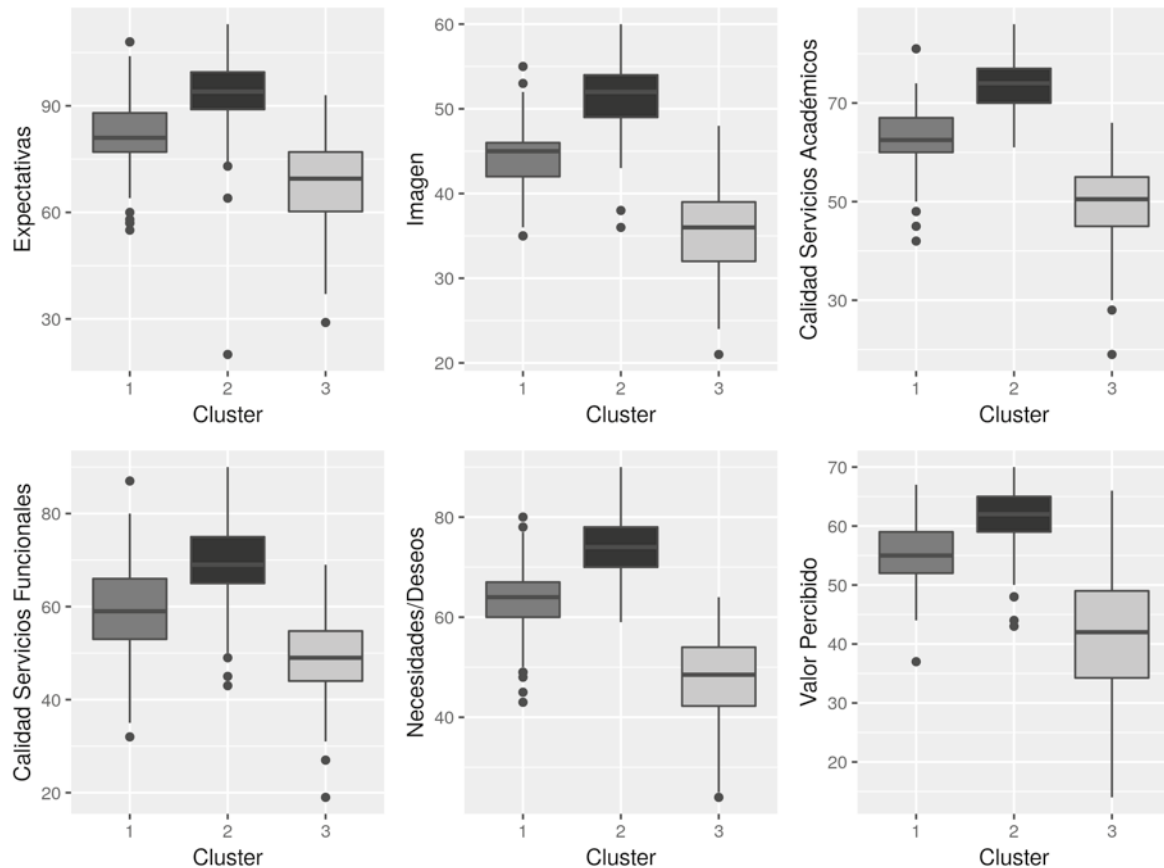 Expectativas
90
60
30
1 2 3
Cluster
Imagen
60
50
40
30
20
1 2 3
Cluster
Calidad Servicios Académicos
70
50
30
1 2 3
Cluster
Calidad Servicios Funcionales
80
60
40
20
1 2 3
Cluster
Necesidades/Deseos
80
60
40
1 2 3
Cluster
Valor Percibido
70
60
50
40
30
20
1 2 3
Cluster